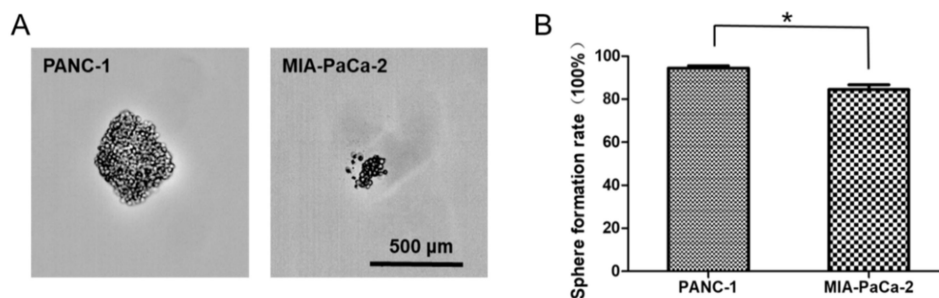 A
PANC-1
MIA-PaCa-2
500 µm
B
*
Sphere formation rate（100%）
100
80
60
40
20
0
PANC-1
MIA-PaCa-2